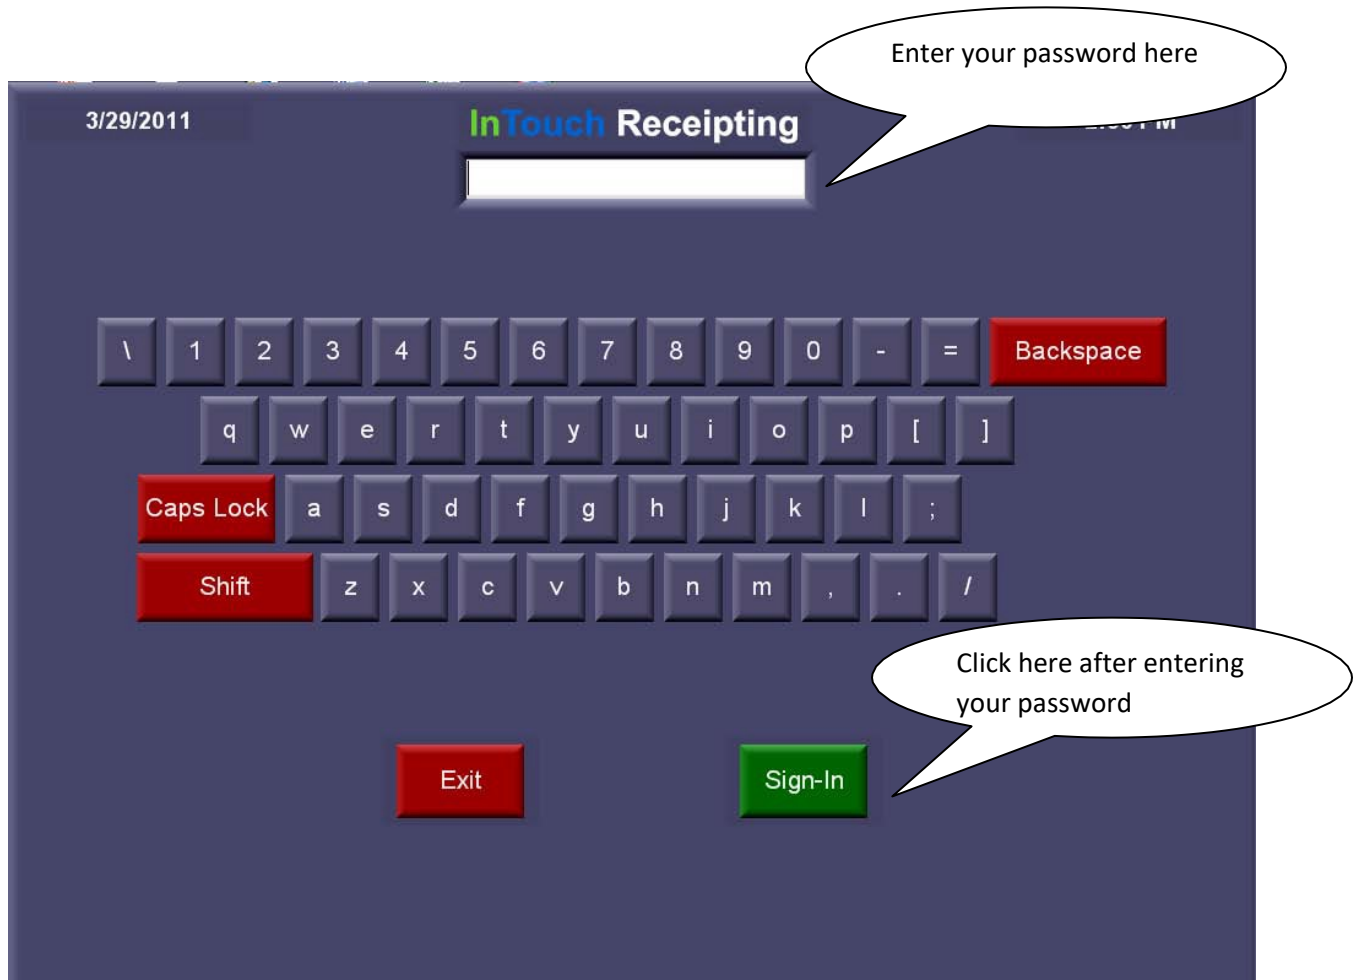 Enter your password here
3/29/2011
InTouch Receipting
PM
\ 1 2 3 4 5 6 7 8 9 0 - = Backspace
q w e r t y u i o p [ ]
Caps Lock a s d f g h j k l ;
Shift z x c v b n m , . /
Click here after entering
your password
Exit
Sign-In